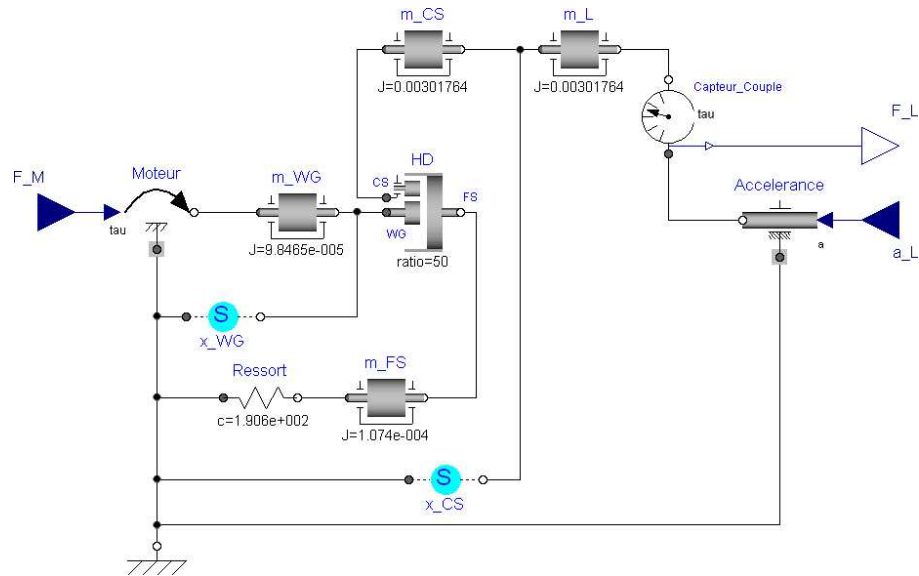 m_CS
m_L
J=0.00301764
J=0.00301764
Capteur_Couple
tau
F_L
HD
CS
FS
WG
ratio=50
F_M
Moteur
tau
m_WG
J=9.8465e-005
Accelerance
a
a_L
S
x_WG
Ressort
c=1.906e+002
m_FS
J=1.074e-004
S
x_CS